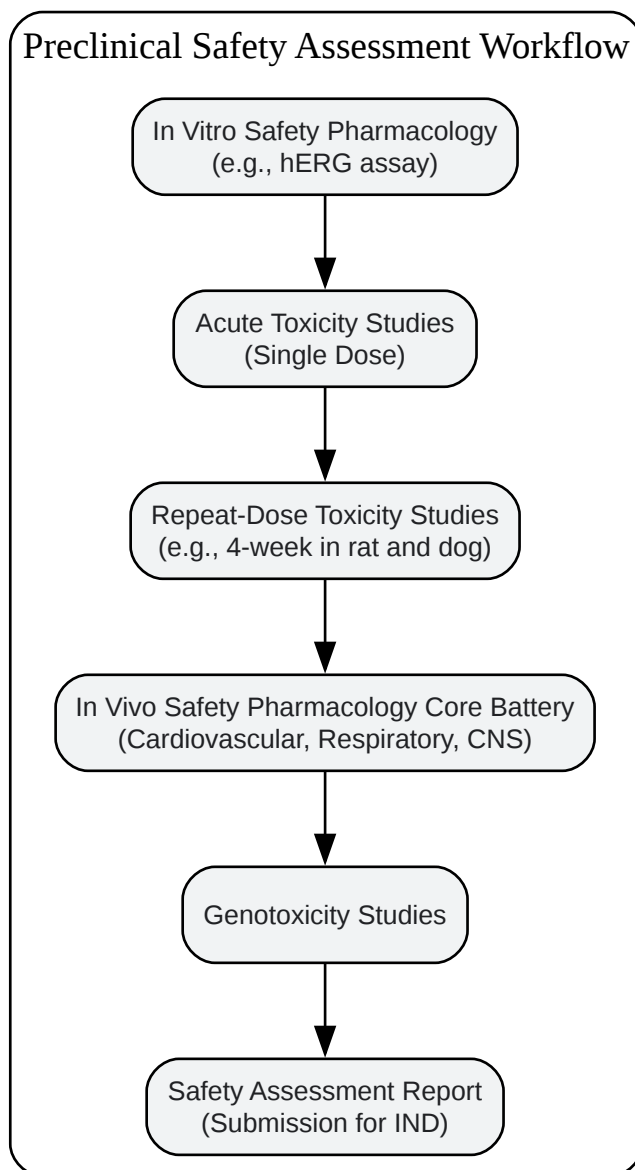 Preclinical Safety Assessment Workflow
In Vitro Safety Pharmacology
(e.g., hERG assay)
Acute Toxicity Studies
(Single Dose)
Repeat-Dose Toxicity Studies
(e.g., 4-week in rat and dog)
In Vivo Safety Pharmacology Core Battery
(Cardiovascular, Respiratory, CNS)
Genotoxicity Studies
Safety Assessment Report
(Submission for IND)